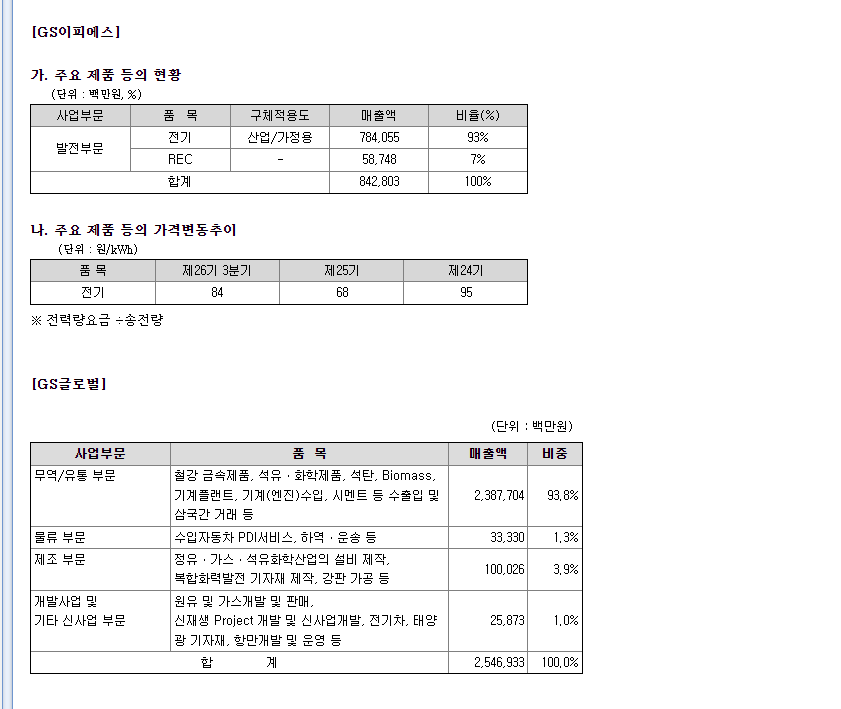 [GS이피에스]
가. 주요 제품 등의 현황
(단위 : 백만원, %)
사업부문 품 목 구체적용도 매출액 비율(%)
발전부문 전기 산업/가정용 784,055 93%
REC - 58,748 7%
합계 842,803 100%
나. 주요 제품 등의 가격변동추이
(단위 : 원/kWh)
품 목 제26기 3분기 제25기 제24기
전기 84 68 95
※ 전력량요금 ÷송전량
[GS글로벌]
(단위 : 백만원)
사업부문 품 목 매출액 비중
무역/유통 부문 철강 금속제품, 석유ㆍ화학제품, 석탄, Biomass,
기계플랜트, 기계(엔진)수입, 시멘트 등 수출입 및 2,387,704 93.8%
삼국간 거래 등
물류 부문 수입자동차 PDI서비스, 하역ㆍ운송 등 33,330 1.3%
제조 부문 정유ㆍ가스ㆍ석유화학산업의 설비 제작,
복합화력발전 기자재 제작, 강판 가공 등 100,026 3.9%
개발사업 및 원유 및 가스개발 및 판매,
기타 신사업 부문 신재생 Project 개발 및 신사업개발, 전기차, 태양 25,873 1.0%
광 기자재, 항만개발 및 운영 등
합 계 2,546,933 100.0%